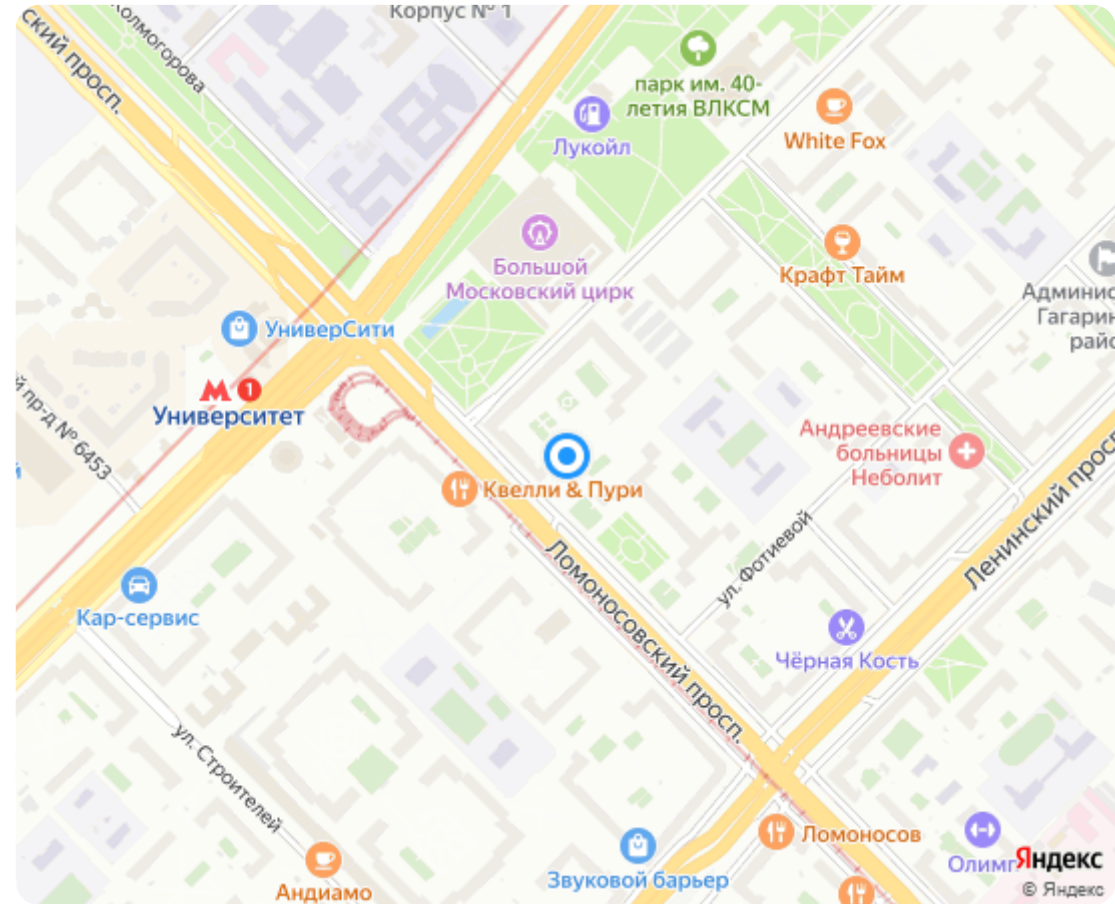 Корпус № 1
олмогорова
ский просп.
парк им. 40-
летия ВЛКСМ
Лукойл
White Fox
Большой
Московский цирк
Крафт Тайм
Админис
Гагарин
райо
УниверСити
М 1
Университет
й пр-д № 6453
й
Андреевские
больницы
Неболит
Квелли & Пури
Ленинский просп
ул. Фотиевой
Ломоносовский просп.
Кар-сервис
Чёрная Кость
ул. Строителей
Ломоносов
Олимп
Яндекс
Звуковой барьер
Андиамо
© Яндекс